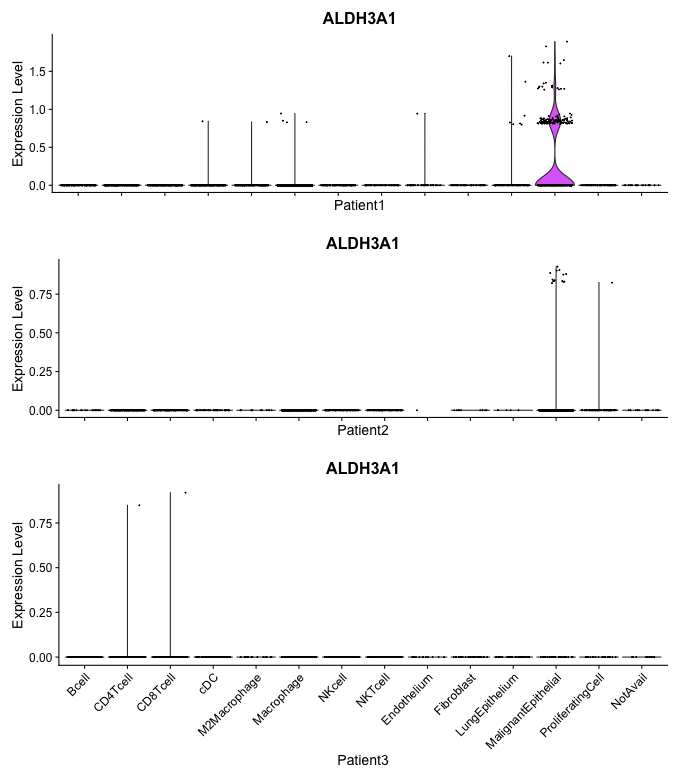 ALDH3A1
Expression Level
1.5
1.0
0.5
0.0
Patient1
ALDH3A1
Expression Level
0.75
0.50
0.25
0.00
Patient2
ALDH3A1
Expression Level
0.75
0.50
0.25
0.00
Bcell
CD4Tcell
CD8Tcell
cDC
M2Macrophage
Macrophage
NKcell
NKTcell
Endothelium
Fibroblast
LungEpithelium
MalignantEpithelial
ProliferatingCell
NotAvail
Patient3